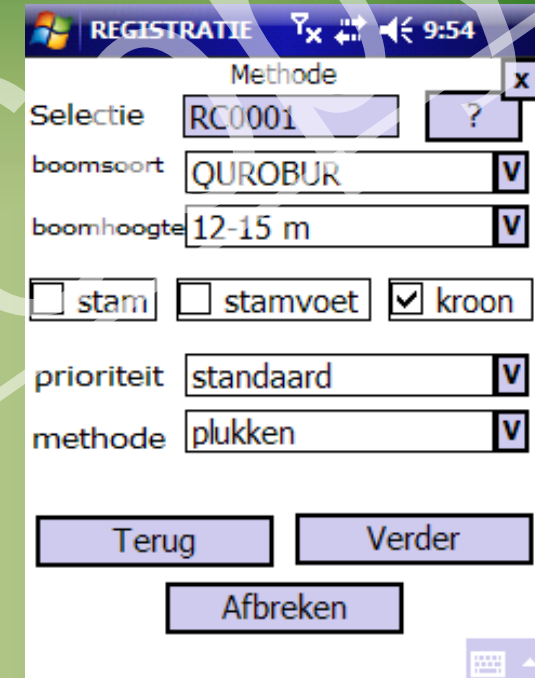 REGISTRATIE 9:54
Methode x
Selectie RC0001 ?
boomsoort QUROBUR V
boomhoogte 12-15 m V
stam stamvoet kroon
prioriteit standaard V
methode plukken V
Terug Verder
Afbreken